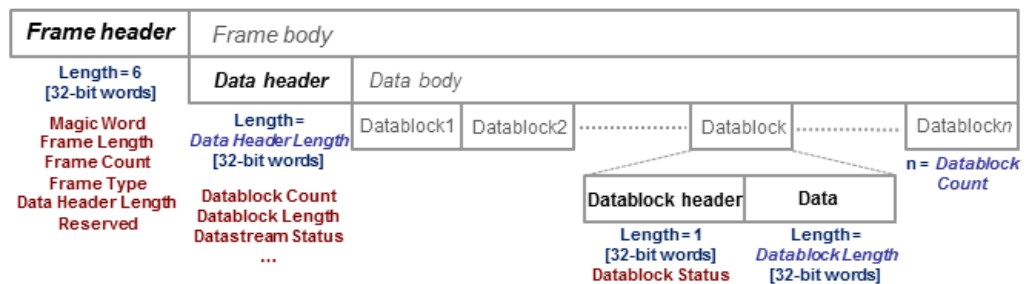 Frame header
Frame body
Length = 6
[32-bit words]
Magic Word
Frame Length
Frame Count
Frame Type
Data Header Length
Reserved
Data header
Data body
Length =
Data Header Length
[32-bit words]
Datablock Count
Datablock Length
Datastream Status
...
Datablock1
Datablock2
Datablock
Datablockn
n = Datablock
Count
Datablock header
Data
Length = 1
[32-bit words]
Datablock Status
Length =
Datablock Length
[32-bit words]